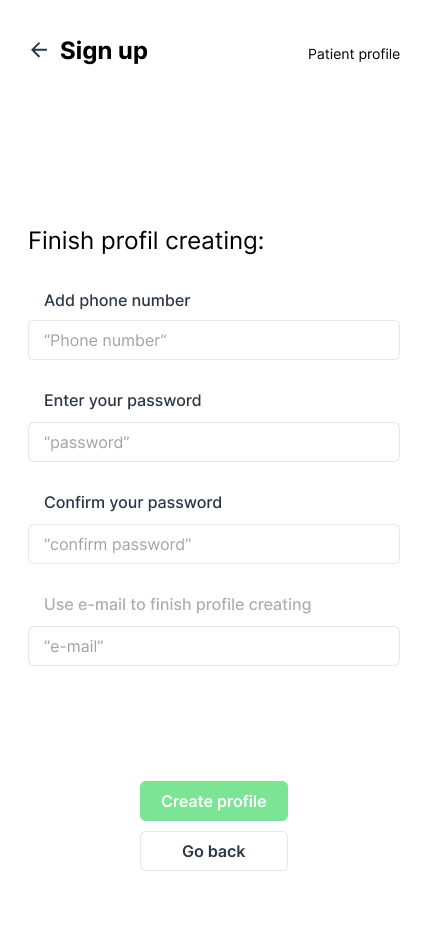 Sign up
Patient profile
Finish profil creating:
Add phone number
“Phone number”
Enter your password
“password”
Confirm your password
“confirm password”
Use e-mail to finish profile creating
“e-mail”
Create profile
Go back